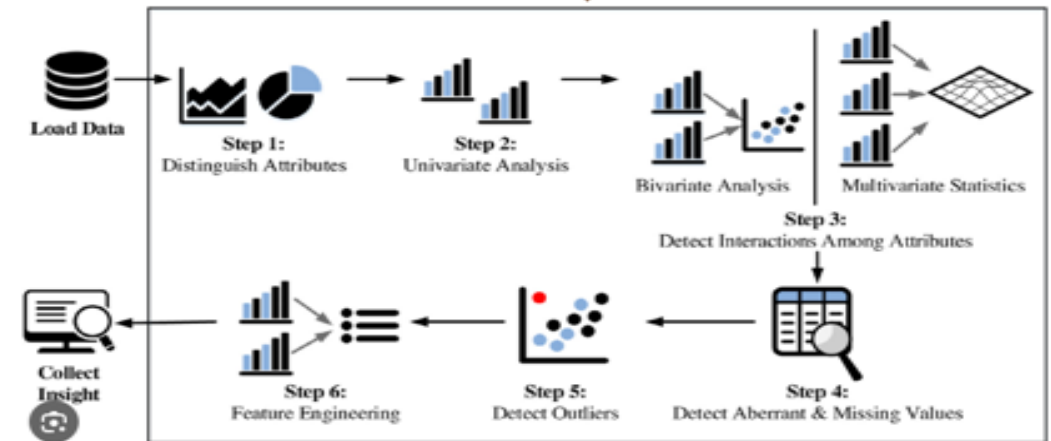 Load Data
Step 1:
Distinguish Attributes
Step 2:
Univariate Analysis
Bivariate Analysis
Multivariate Statistics
Step 3:
Detect Interactions Among Attributes
Step 4:
Detect Aberrant & Missing Values
Step 5:
Detect Outliers
Step 6:
Feature Engineering
Collect
Insight